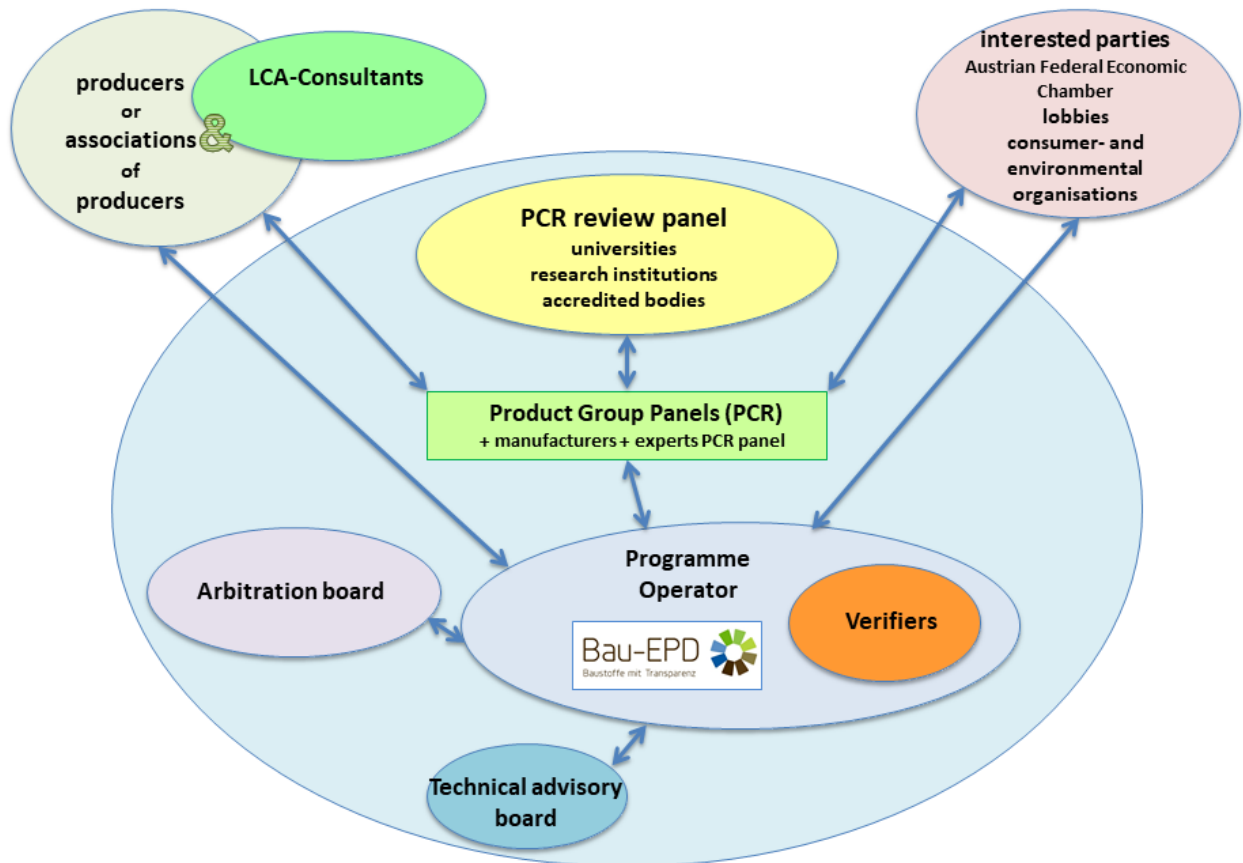 producers
or
associations
of
producers
&
LCA-Consultants
interested parties
Austrian Federal Economic
Chamber
lobbies
consumer- and
environmental
organisations
PCR review panel
universities
research institutions
accredited bodies
Product Group Panels (PCR)
+ manufacturers + experts PCR panel
Arbitration board
Programme
Operator
Bau-EPD
Baustoffe mit Transparenz
Verifiers
Technical advisory
board